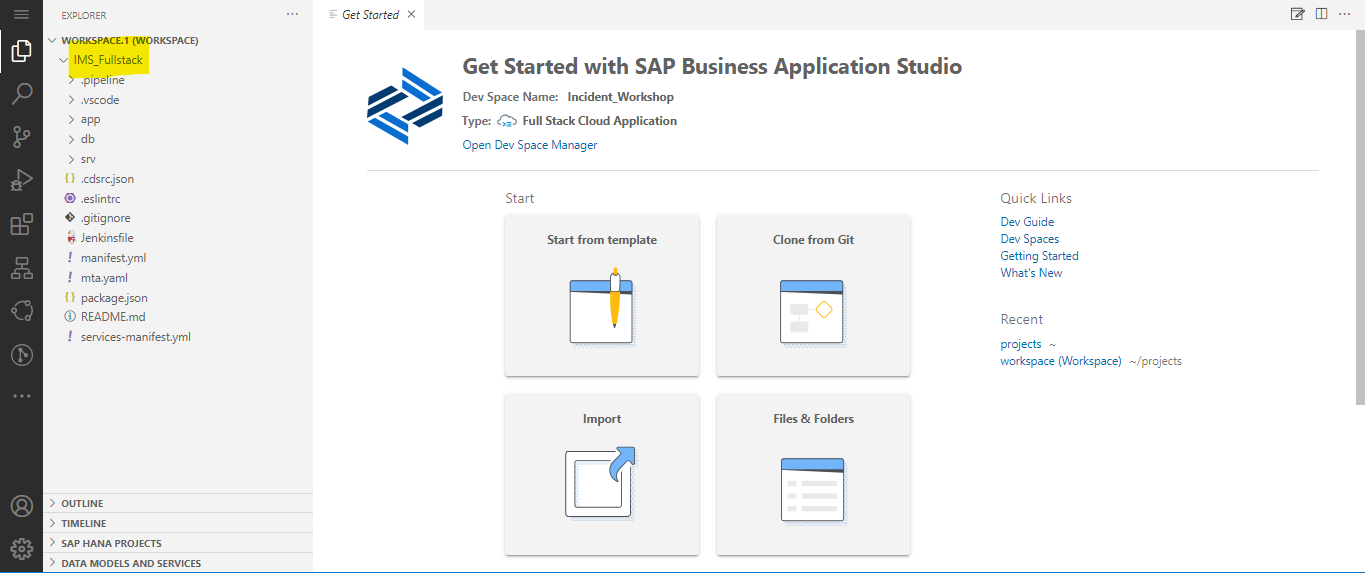 EXPLORER
WORKSPACE.1 (WORKSPACE)
IMS_Fullstack
.pipeline
.vscode
app
db
srv
.cdsrc.json
.eslintrc
.gitignore
Jenkinsfile
manifest.yml
mta.yaml
package.json
README.md
services-manifest.yml
OUTLINE
TIMELINE
SAP HANA PROJECTS
DATA MODELS AND SERVICES
Get Started
Get Started with SAP Business Application Studio
Dev Space Name: Incident_Workshop
Type: Full Stack Cloud Application
Open Dev Space Manager
Start
Start from template
Clone from Git
Import
Files & Folders
Quick Links
Dev Guide
Dev Spaces
Getting Started
What's New
Recent
projects ~
workspace (Workspace) ~/projects